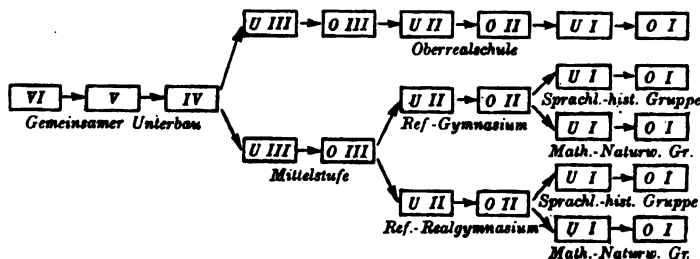 U III O III U II O II U I O I
Oberrealschule
U I O I
VI V IV U II O II Sprachl.-hist. Gruppe
Gemeinsamer Unterbau Ref-Gymnasium U I O I
U III O III Math.-Naturw. Gr.
Mittelstufe U I O I
U II O II Sprachl.-hist. Gruppe
Ref.-Realgymnasium U I O I
Math.-Naturw. Gr.